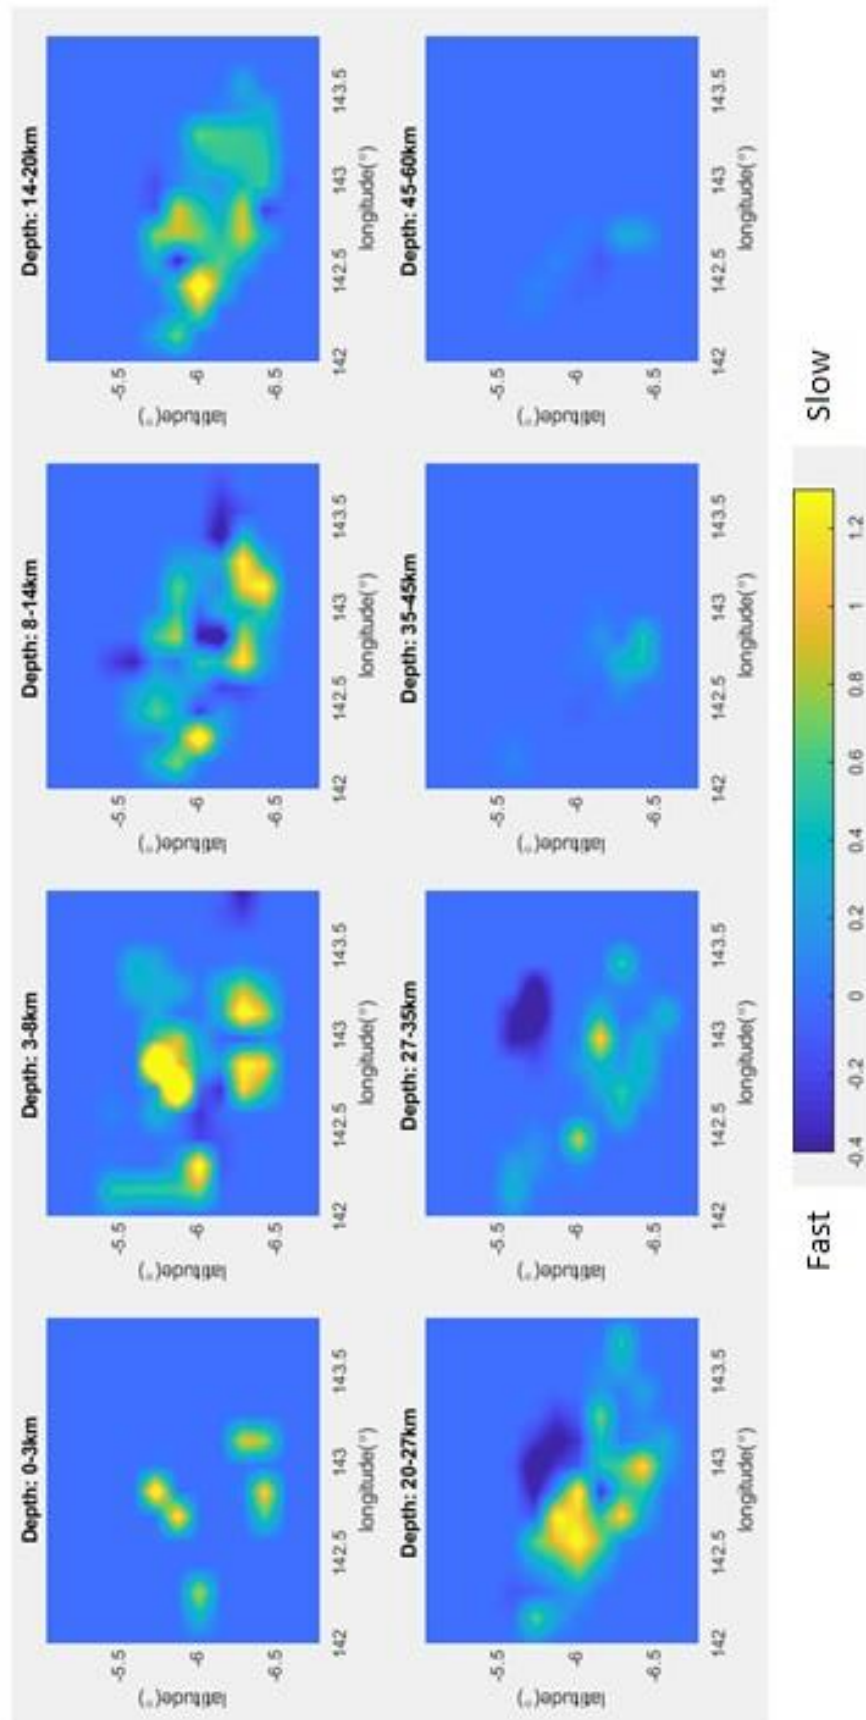 Depth: 0-3km
-5.5
-6
-6.5
latitude(°)
142
142.5
143
143.5
longitude(°)
Depth: 3-8km
-5.5
-6
-6.5
latitude(°)
142
142.5
143
143.5
longitude(°)
Depth: 8-14km
-5.5
-6
-6.5
latitude(°)
142
142.5
143
143.5
longitude(°)
Depth: 14-20km
-5.5
-6
-6.5
latitude(°)
142
142.5
143
143.5
longitude(°)
Depth: 20-27km
-5.5
-6
-6.5
latitude(°)
142
142.5
143
143.5
longitude(°)
Depth: 27-35km
-5.5
-6
-6.5
latitude(°)
142
142.5
143
143.5
longitude(°)
Depth: 35-45km
-5.5
-6
-6.5
latitude(°)
142
142.5
143
143.5
longitude(°)
Depth: 45-60km
-5.5
-6
-6.5
latitude(°)
142
142.5
143
143.5
longitude(°)
Fast
Slow
-0.4 -0.2 0 0.2 0.4 0.6 0.8 1 1.2